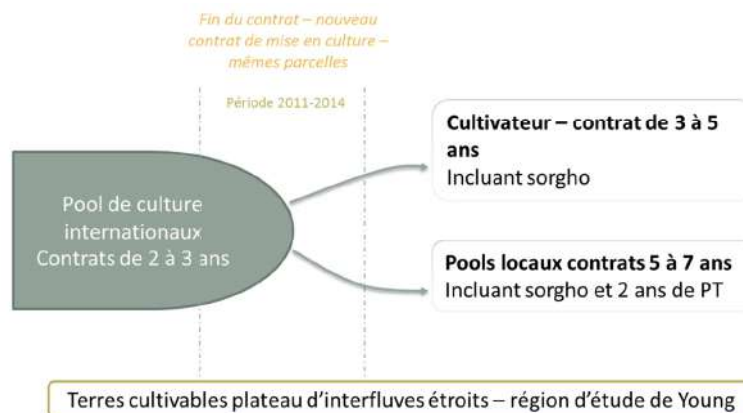 Fin du contrat – nouveau
contrat de mise en culture –
mêmes parcelles
Période 2011-2014
Pool de culture
internationaux
Contrats de 2 à 3 ans
Cultivateur – contrat de 3 à 5
ans
Incluant sorgho
Pools locaux contrats 5 à 7 ans
Incluant sorgho et 2 ans de PT
Terres cultivables plateau d'interfluves étroits – région d'étude de Young